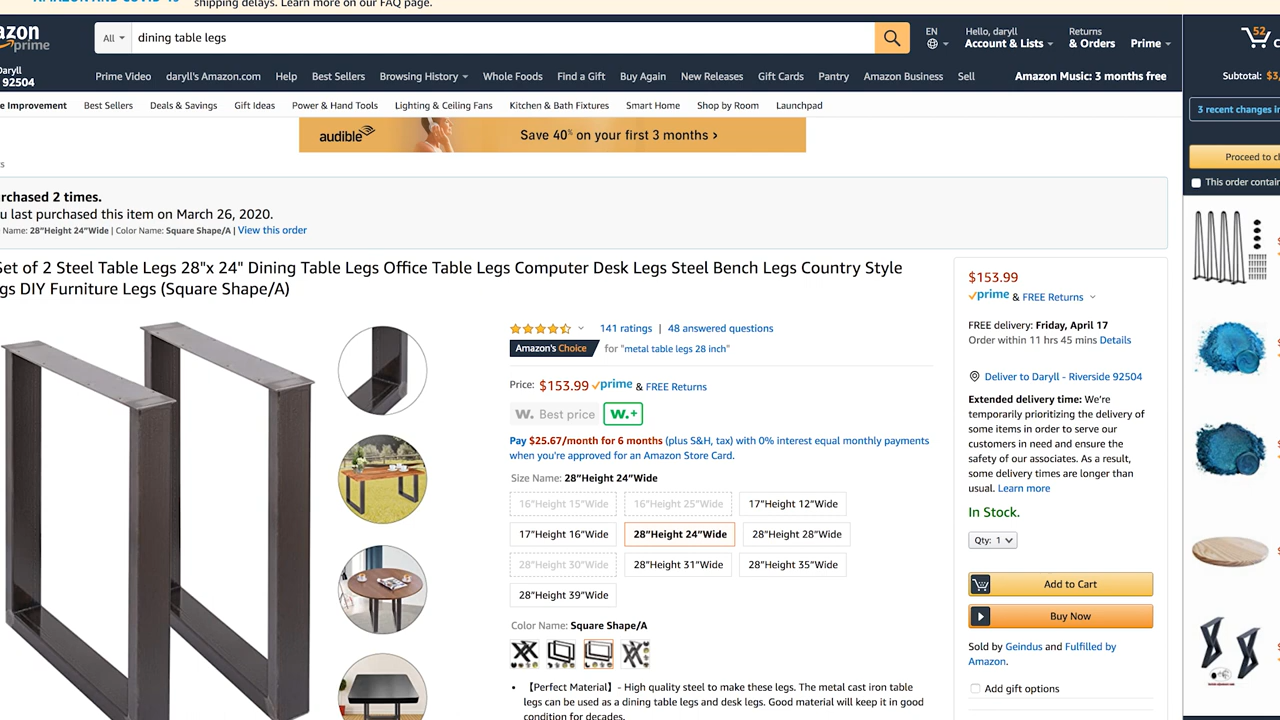 shipping delays. Learn more on our FAQ page.
azon
prime
All
dining table legs
EN
Hello, daryll
Account & Lists
Returns
& Orders
Prime
52
Daryll
92504
Prime Video daryll's Amazon.com Help Best Sellers Browsing History Whole Foods Find a Gift Buy Again New Releases Gift Cards Pantry Amazon Business Sell
Amazon Music: 3 months free
Subtotal:
e Improvement Best Sellers Deals & Savings Gift Ideas Power & Hand Tools Lighting & Ceiling Fans Kitchen & Bath Fixtures Smart Home Shop by Room Launchpad
3 recent changes in
audible
Save 40% on your first 3 months >
Proceed to c
This order contain
rchased 2 times.
u last purchased this item on March 26, 2020.
Name: 28"Height 24"Wide | Color Name: Square Shape/A | View this order
Set of 2 Steel Table Legs 28"x 24" Dining Table Legs Office Table Legs Computer Desk Legs Steel Bench Legs Country Style
gs DIY Furniture Legs (Square Shape/A)
141 ratings | 48 answered questions
Amazon's Choice for "metal table legs 28 inch"
Price: $153.99 prime & FREE Returns
W. Best price W.+
Pay $25.67/month for 6 months (plus S&H, tax) with 0% interest equal monthly payments
when you're approved for an Amazon Store Card.
Size Name: 28"Height 24"Wide
16"Height 15"Wide 16"Height 25"Wide 17"Height 12"Wide
17"Height 16"Wide 28"Height 24"Wide 28"Height 28"Wide
28"Height 30"Wide 28"Height 31"Wide 28"Height 35"Wide
28"Height 39"Wide
Color Name: Square Shape/A
• 【Perfect Material】- High quality steel to make these legs. The metal cast iron table
legs can be used as a dining table legs and desk legs. Good material will keep it in good
condition for decades.
$153.99
prime & FREE Returns
FREE delivery: Friday, April 17
Order within 11 hrs 45 mins Details
Deliver to Daryll - Riverside 92504
Extended delivery time: We're
temporarily prioritizing the delivery of
some items in order to serve our
customers in need and ensure the
safety of our associates. As a result,
some delivery times are longer than
usual. Learn more
In Stock.
Qty: 1
Add to Cart
Buy Now
Sold by Geindus and Fulfilled by
Amazon.
Add gift options